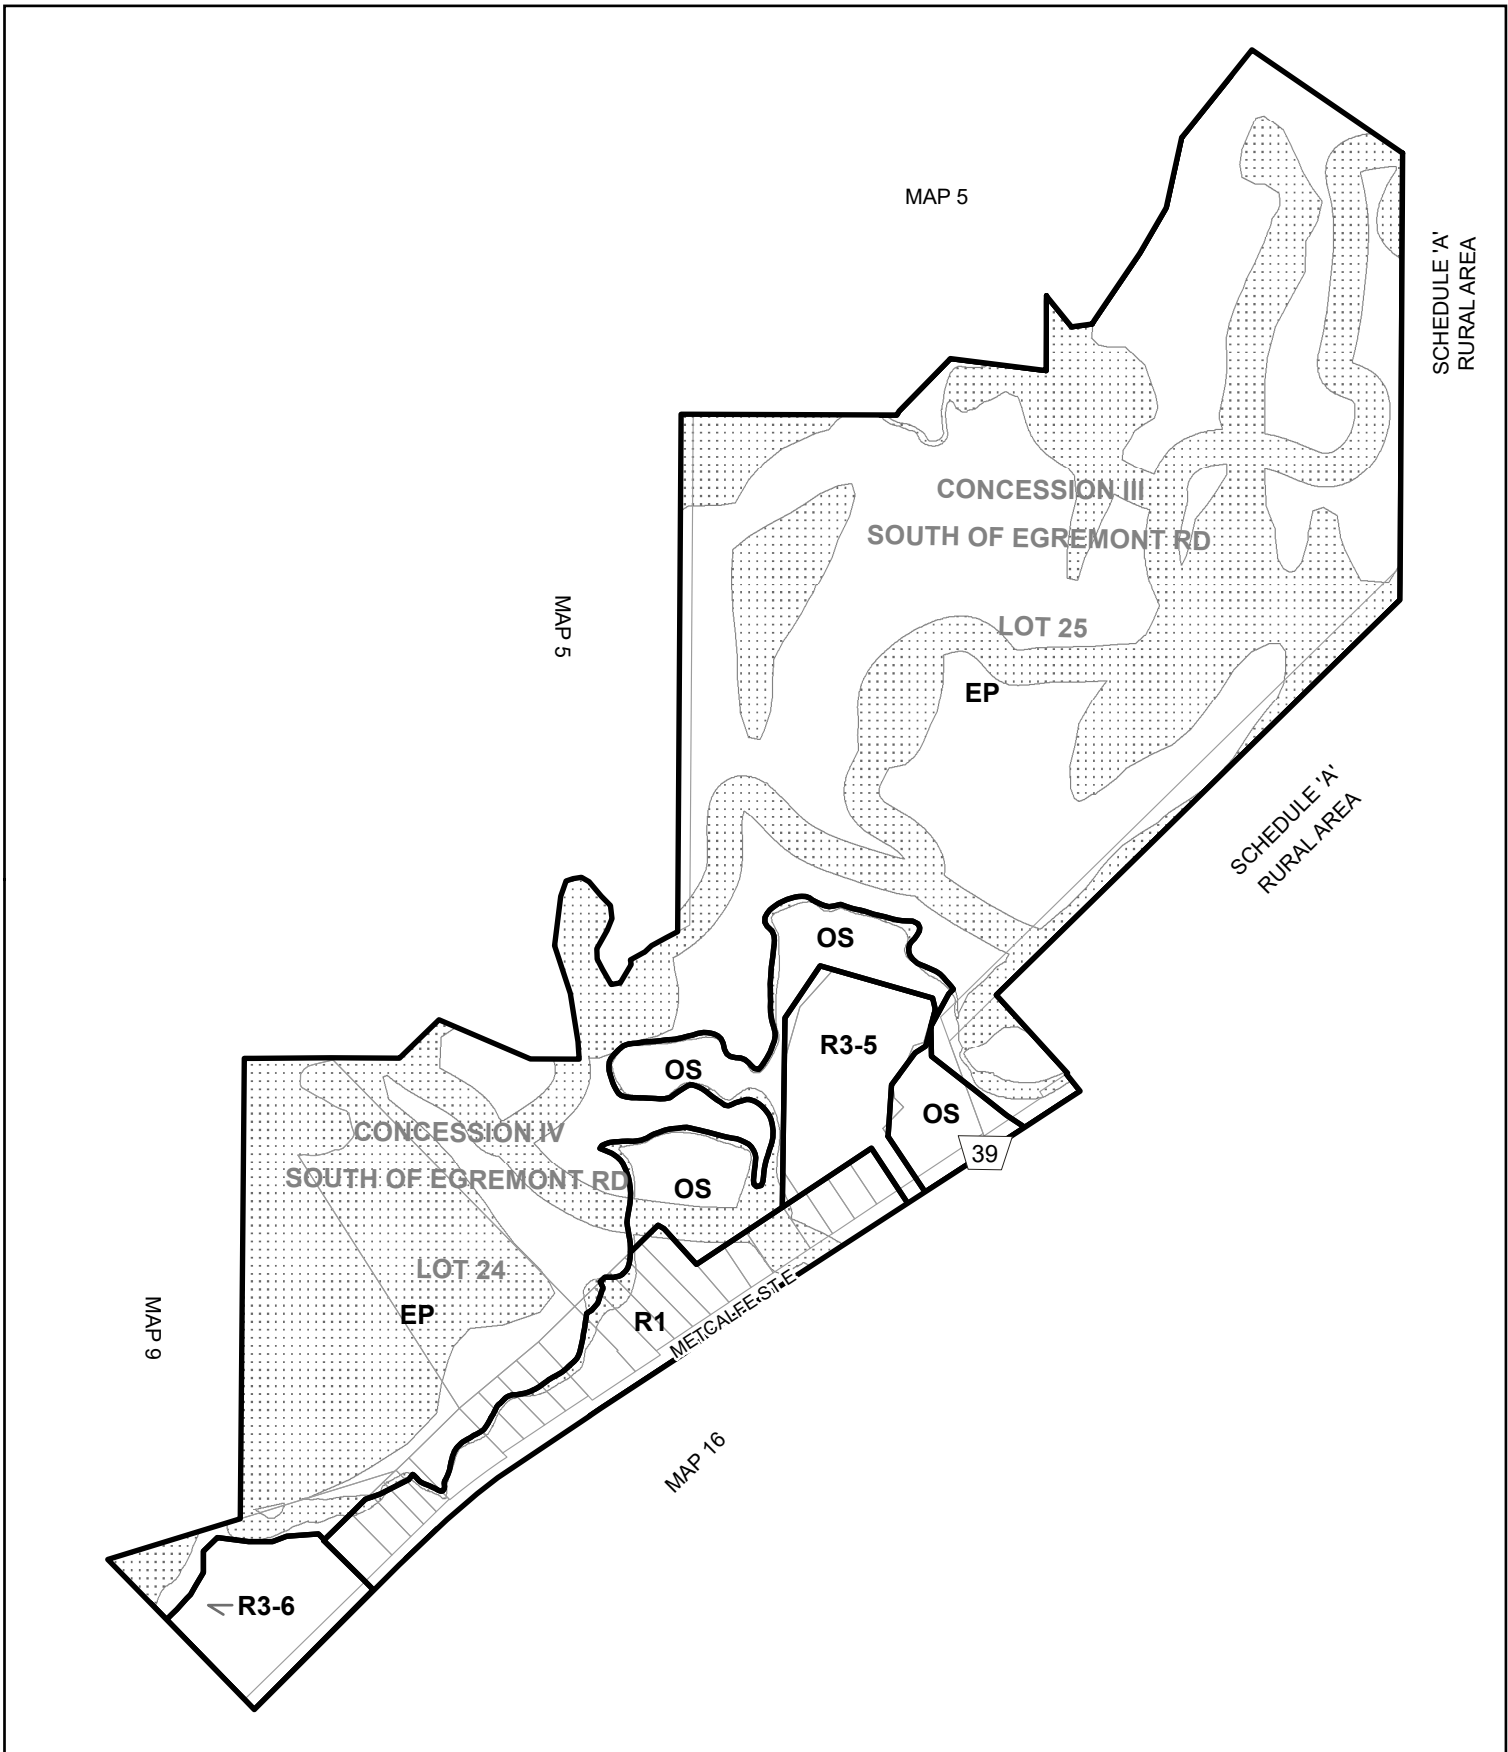 MAP 5
SCHEDULE 'A'
RURAL AREA
CONCESSION III
SOUTH OF EGREMONT RD
MAP 5
LOT 25
EP
SCHEDULE 'A'
RURAL AREA
OS
R3-5
OS
OS
CONCESSION IV
39
SOUTH OF EGREMONT RD
OS
LOT 24
EP
R1
METCALFE ST E
MAP 9
MAP 16
R3-6